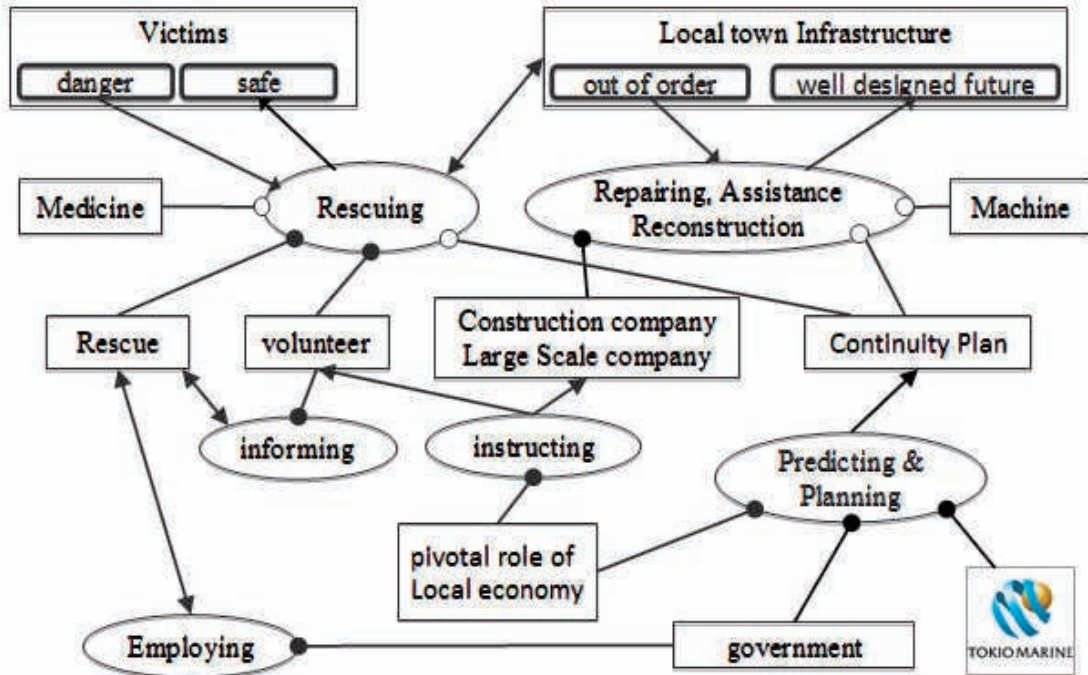 Victims
danger
safe
Local town Infrastructure
out of order
well designed future
Medicine
Rescuing
Repairing, Assistance
Reconstruction
Machine
Rescue
volunteer
Construction company
Large Scale company
Continuity Plan
informing
instructing
Predicting &
Planning
pivotal role of
Local economy
Employing
government
TOKIO MARINE